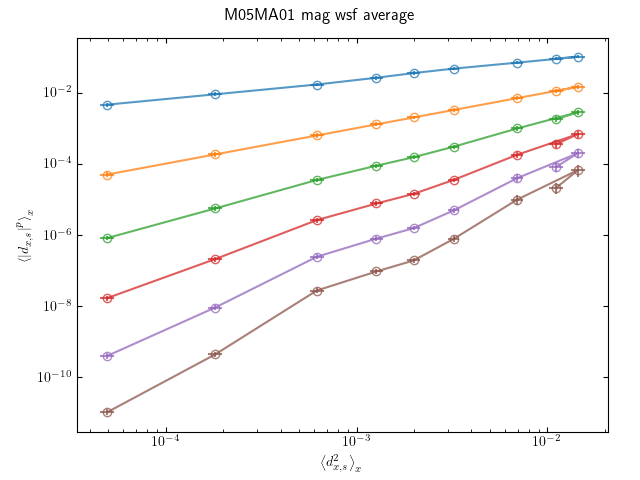 M05MA01 mag wsf average
⟨|d_{x,s}|^p⟩_x
10^{-2}
10^{-4}
10^{-6}
10^{-8}
10^{-10}
10^{-4}
10^{-3}
10^{-2}
⟨d^2_{x,s}⟩_x